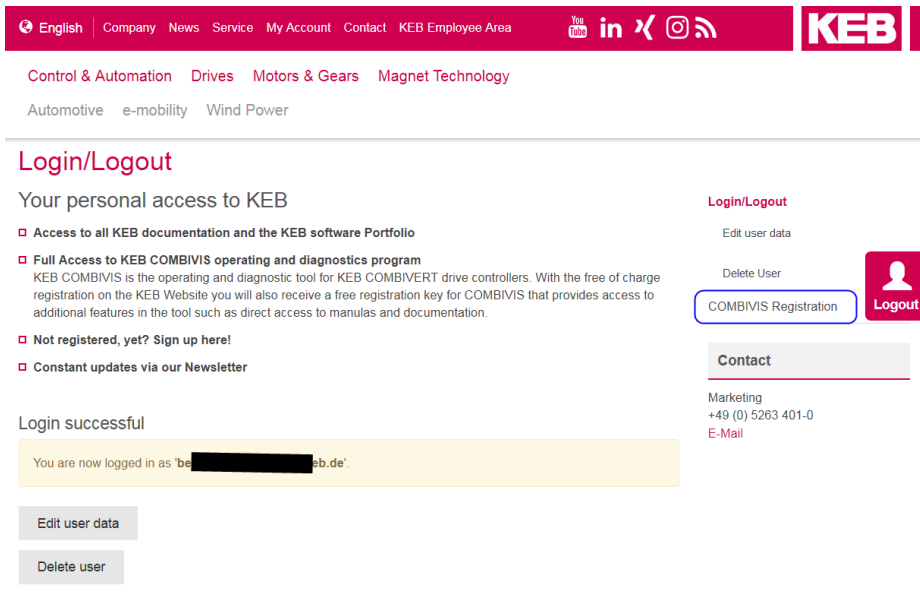 English Company News Service My Account Contact KEB Employee Area You Tube in KEB
Control & Automation Drives Motors & Gears Magnet Technology
Automotive e-mobility Wind Power
Login/Logout
Your personal access to KEB
Access to all KEB documentation and the KEB software Portfolio
Full Access to KEB COMBIVIS operating and diagnostics program
KEB COMBIVIS is the operating and diagnostic tool for KEB COMBIVERT drive controllers. With the free of charge
registration on the KEB Website you will also receive a free registration key for COMBIVIS that provides access to
additional features in the tool such as direct access to manulas and documentation.
Not registered, yet? Sign up here!
Constant updates via our Newsletter
Login successful
You are now logged in as 'be eb.de'.
Edit user data
Delete user
Login/Logout
Edit user data
Delete User
COMBIVIS Registration
Logout
Contact
Marketing
+49 (0) 5263 401-0
E-Mail